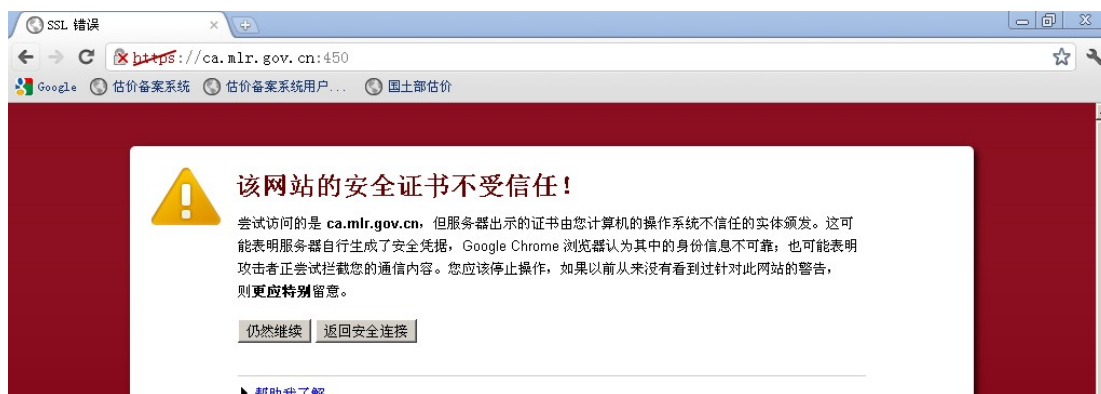 SSL 错误
https://ca.mlr.gov.cn:450
Google 估价备案系统 估价备案系统用户... 国土部估价
该网站的安全证书不受信任！
尝试访问的是 ca.mlr.gov.cn，但服务器出示的证书由您计算机的操作系统不信任的实体颁发。这可
能表明服务器自行生成了安全凭据，Google Chrome 浏览器认为其中的身份信息不可靠；也可能表明
攻击者正尝试拦截您的通信内容。您应该停止操作，如果以前从来没有看到过针对此网站的警告，
则更应特别留意。
仍然继续 返回安全连接
帮助我了解